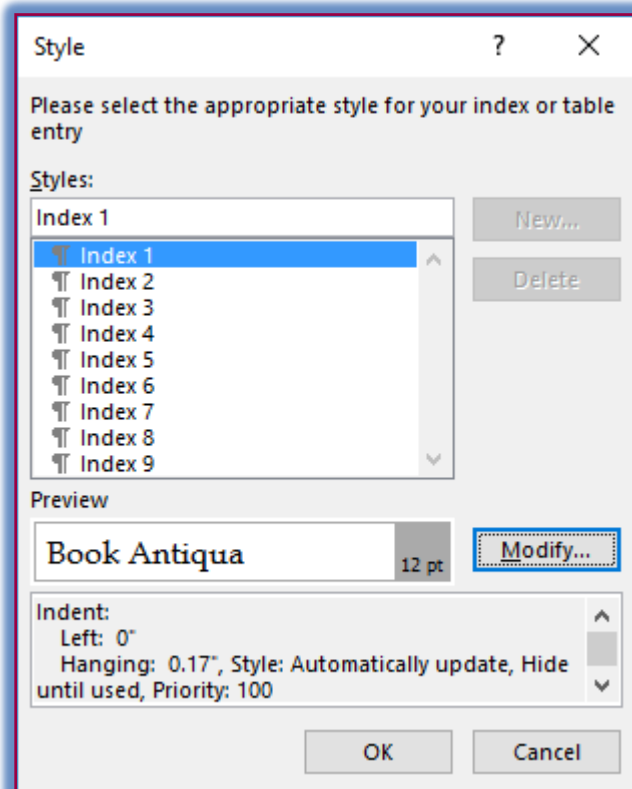 Style
?
Please select the appropriate style for your index or table
entry
Styles:
Index 1
New...
Index 1
Delete
Index 2
Index 3
Index 4
Index 5
Index 6
Index 7
Index 8
Index 9
Preview
Book Antiqua
12 pt
Modify...
Indent:
Left: 0"
Hanging: 0.17", Style: Automatically update, Hide
until used, Priority: 100
OK
Cancel